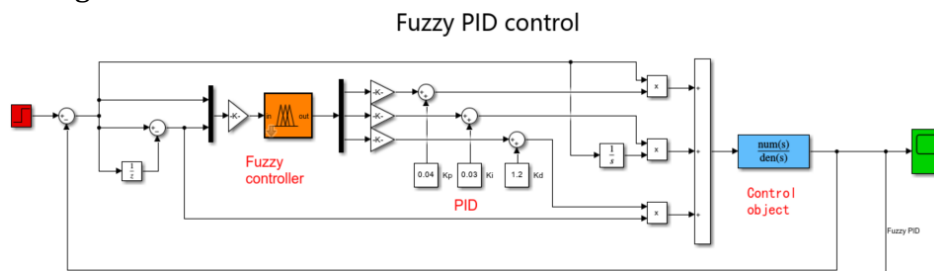 Fuzzy PID control
-K-
in out
-K-
-K-
-K-
1
z
Fuzzy
controller
0.04 Kp
0.03 Ki
1.2 Kd
PID
1
s
x
x
x
num(s)
den(s)
Control
object
Fuzzy PID